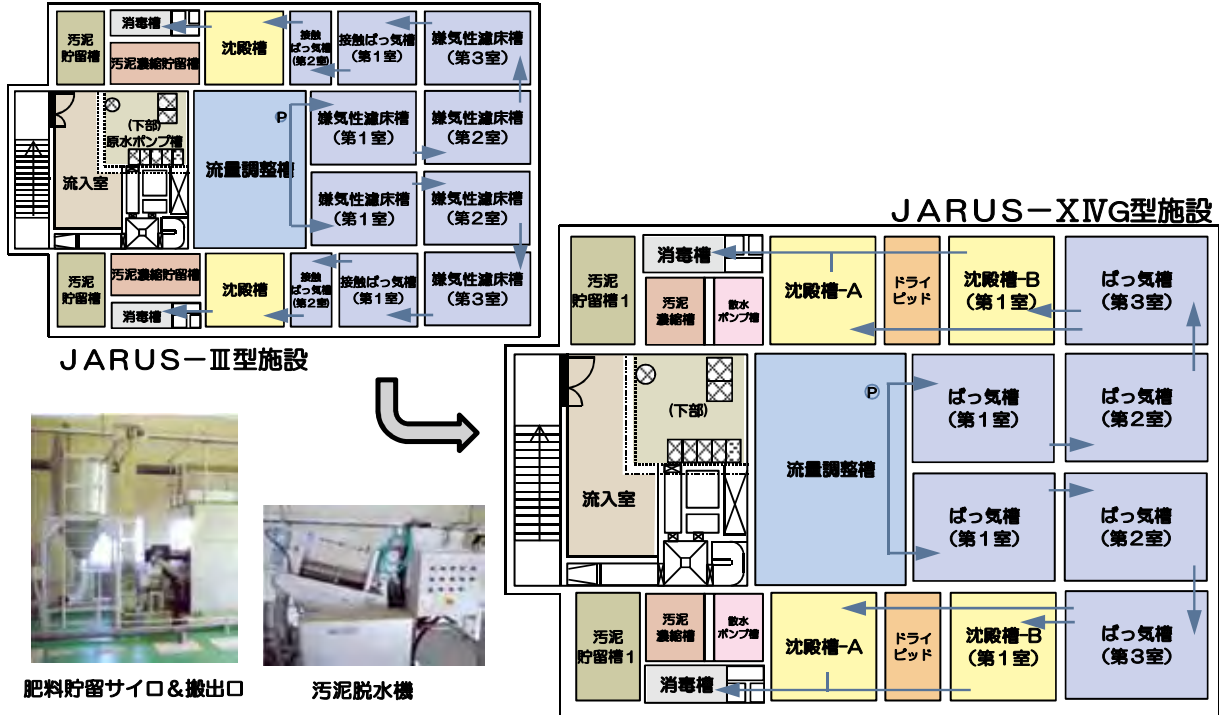 汚泥
貯留槽
消毒槽
汚泥濃縮貯留槽
沈殿槽
接触
ばっ気槽
(第2室)
接触ばっ気槽
(第1室)
嫌気性濾床槽
(第3室)
(下部)
原水ポンプ槽
流入室
流量調整槽
P
嫌気性濾床槽
(第1室)
嫌気性濾床槽
(第2室)
嫌気性濾床槽
(第1室)
嫌気性濾床槽
(第2室)
汚泥
貯留槽
汚泥濃縮貯留槽
消毒槽
沈殿槽
接触
ばっ気槽
(第2室)
接触ばっ気槽
(第1室)
嫌気性濾床槽
(第3室)
JARUS-Ⅲ型施設
JARUS-ⅩⅣG型施設
汚泥
貯留槽1
消毒槽
汚泥
濃縮槽
散水
ポンプ槽
沈殿槽-A
ドライ
ピッド
沈殿槽-B
(第1室)
ばっ気槽
(第3室)
(下部)
流入室
流量調整槽
P
ばっ気槽
(第1室)
ばっ気槽
(第2室)
ばっ気槽
(第1室)
ばっ気槽
(第2室)
汚泥
貯留槽1
汚泥
濃縮槽
散水
ポンプ槽
消毒槽
沈殿槽-A
ドライ
ピッド
沈殿槽-B
(第1室)
ばっ気槽
(第3室)
肥料貯留サイロ&搬出口
汚泥脱水機